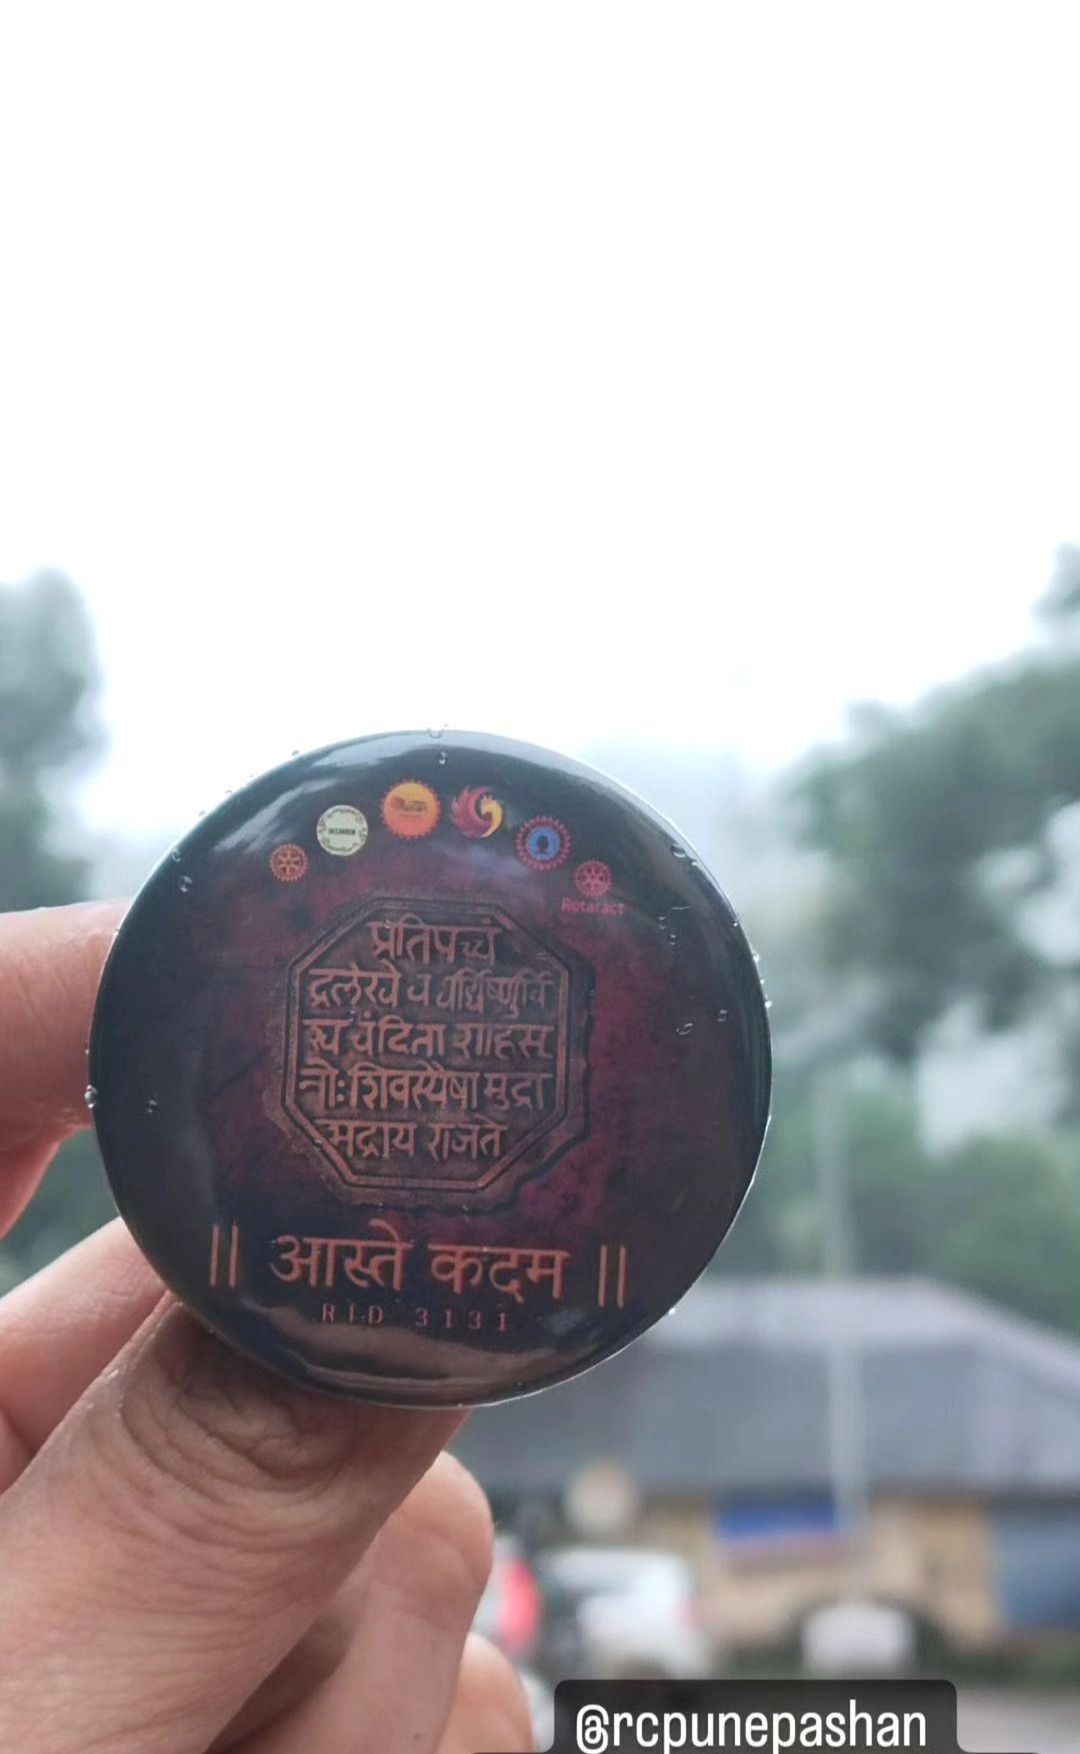 Rotaract
प्रतिपच्चं
द्रलेखेव वर्धिष्णुर्वि
श्व वंदिता शाहसू
नोः शिवस्यैषा मुद्रा
भद्राय राजते
|| आस्ते कदम ||
RID 3131
@rcpunepashan